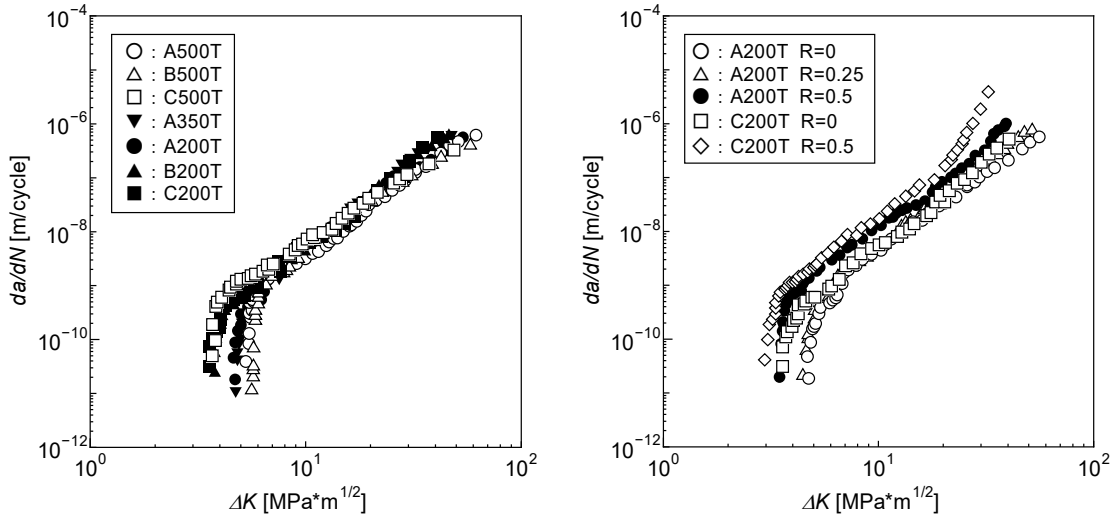 10^-4
10^-6
10^-8
10^-10
10^-12
da/dN [m/cycle]
○ : A500T
△ : B500T
□ : C500T
▼ : A350T
● : A200T
▲ : B200T
■ : C200T
10^0 10^1 10^2
ΔK [MPa*m^1/2]
10^-4
10^-6
10^-8
10^-10
10^-12
da/dN [m/cycle]
○ : A200T R=0
△ : A200T R=0.25
● : A200T R=0.5
□ : C200T R=0
◇ : C200T R=0.5
10^0 10^1 10^2
ΔK [MPa*m^1/2]